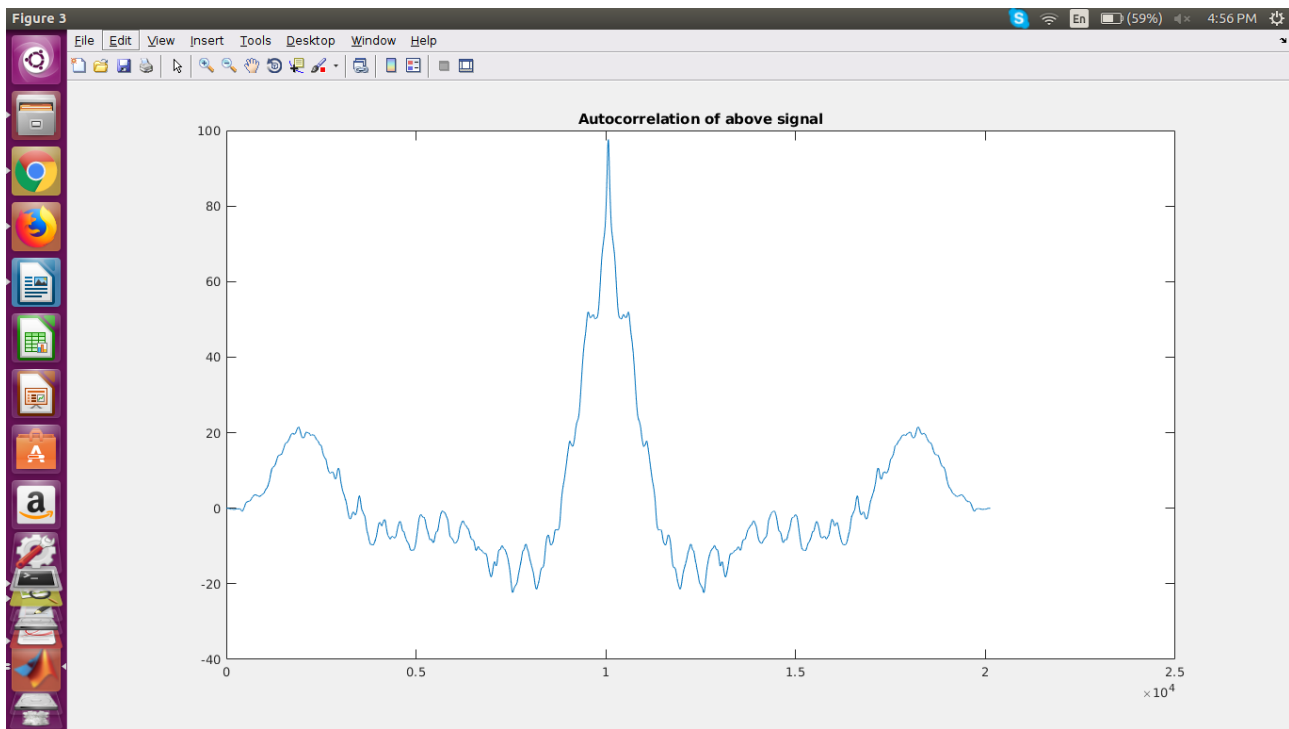 Figure 3
En (59%) 4:56 PM
File Edit View Insert Tools Desktop Window Help
Autocorrelation of above signal
100
80
60
40
20
0
-20
-40
0 0.5 1 1.5 2 2.5
×10⁴